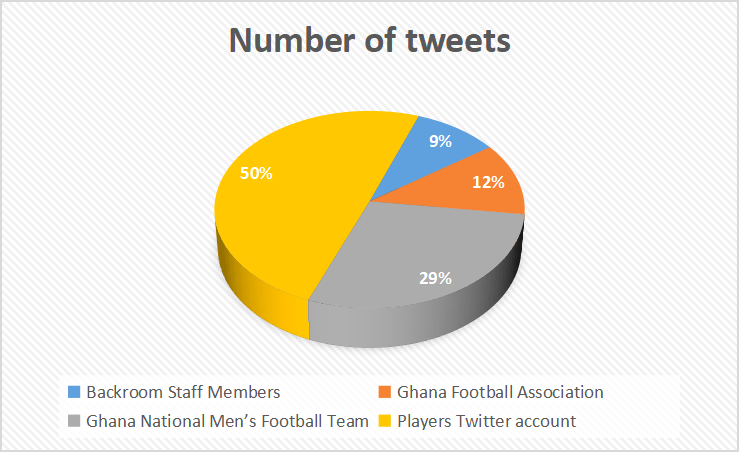 Number of tweets
9%
50%
12%
29%
Backroom Staff Members
Ghana Football Association
Ghana National Men’s Football Team
Players Twitter account